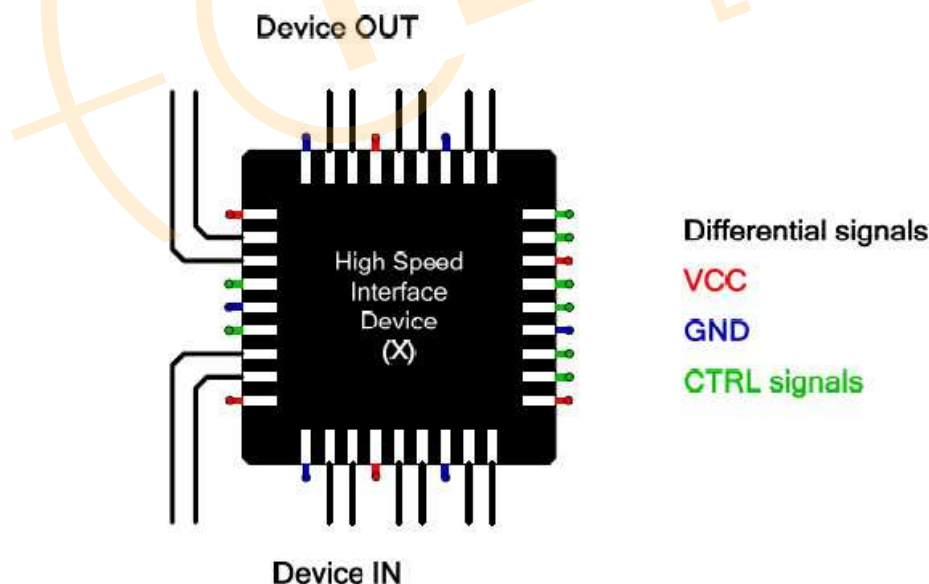 Device OUT
High Speed
Interface
Device
(X)
Differential signals
VCC
GND
CTRL signals
Device IN